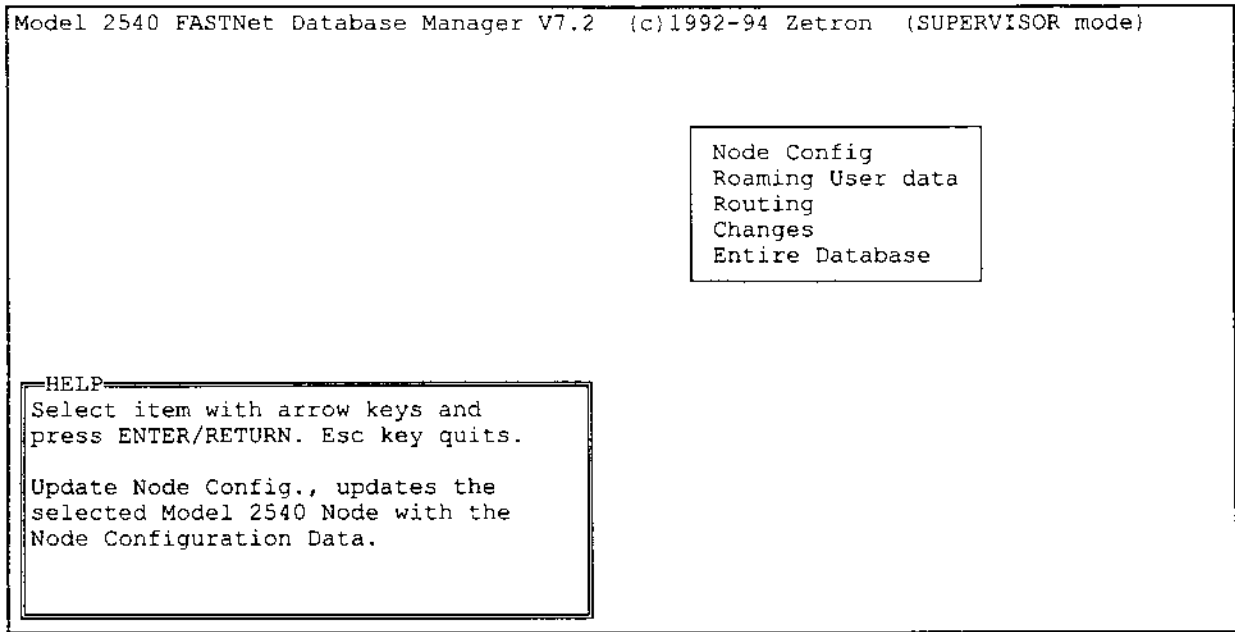 Model 2540 FASTNet Database Manager V7.2 (c)1992-94 Zetron (SUPERVISOR mode)
Node Config
Roaming User data
Routing
Changes
Entire Database
HELP
Select item with arrow keys and
press ENTER/RETURN. Esc key quits.
Update Node Config., updates the
selected Model 2540 Node with the
Node Configuration Data.